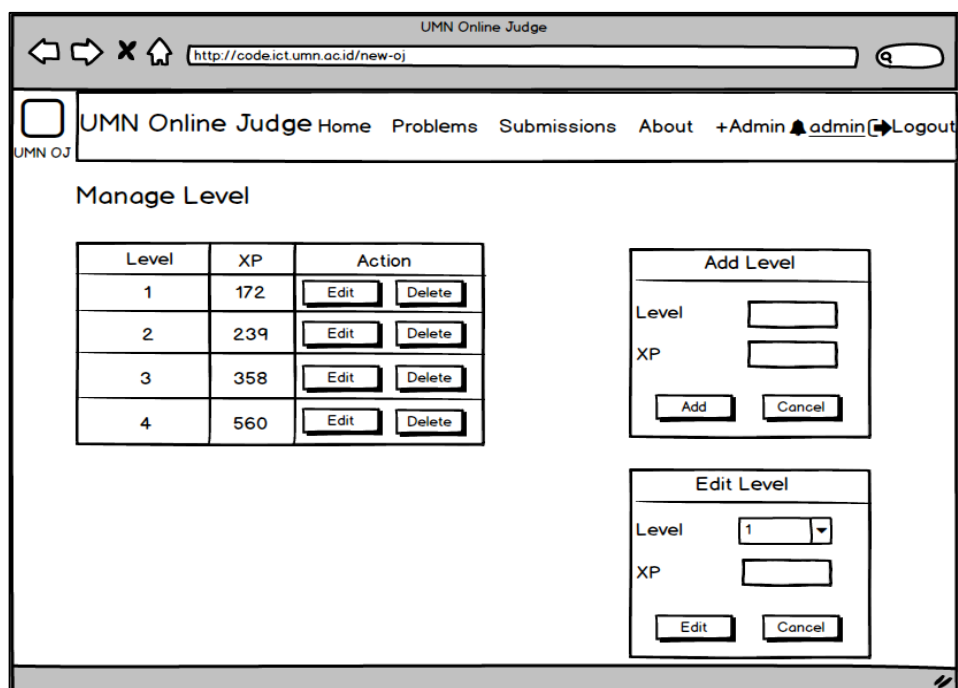 UMN Online Judge
http://code.ict.umn.ac.id/new-oj
UMN Online Judge Home Problems Submissions About +Admin admin Logout
UMN OJ
Manage Level
Level XP Action
1 172 Edit Delete
2 239 Edit Delete
3 358 Edit Delete
4 560 Edit Delete
Add Level
Level
XP
Add Cancel
Edit Level
Level 1
XP
Edit Cancel